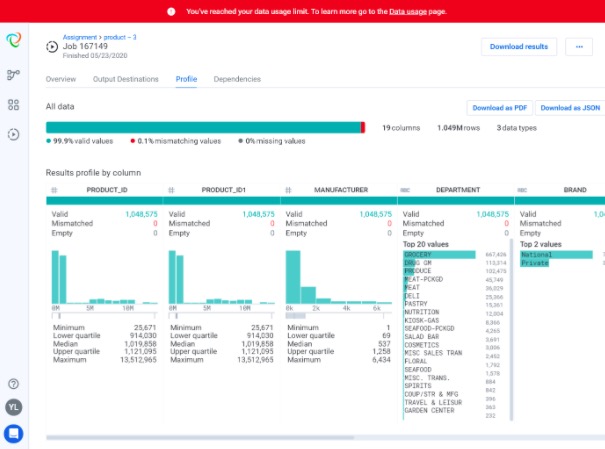 You've reached your data usage limit. To learn more go to the Data usage page.
Assignment > product – 3
Job 167149
Finished 05/23/2020
Download results
...
Overview Output Destinations Profile Dependencies
All data
Download as PDF Download as JSON
19 columns 1.049M rows 3 data types
99.9% valid values 0.1% mismatching values 0% missing values
Results profile by column
PRODUCT_ID PRODUCT_ID1 MANUFACTURER ABC DEPARTMENT ABC BRAND
Valid 1,048,575 Valid 1,048,575 Valid 1,048,575 Valid 1,048,575 Valid 1,0
Mismatched 0 Mismatched 0 Mismatched 0 Mismatched 0 Mismatched
Empty 0 Empty 0 Empty 0 Empty 0 Empty
Top 20 values Top 2 values
GROCERY 667,426 National
DRUG GM 113,314 Private
PRODUCE 102,475
MEAT-PCKGD 45,749
MEAT 36,029
DELI 25,366
PASTRY 15,361
NUTRITION 12,004
KIOSK-GAS 8,366
SEAFOOD-PCKGD 4,265
SALAD BAR 3,691
COSMETICS 3,036
MISC SALES TRAN 2,452
FLORAL 1,792
SEAFOOD 1,578
MISC. TRANS. 884
SPIRITS 842
COUP/STR & MFG 396
TRAVEL & LEISUR 363
GARDEN CENTER 232
0M 5M 10M 0M 5M 10M 0k 2k 4k 6k
Minimum 25,671 Minimum 25,671 Minimum 1
Lower quartile 914,030 Lower quartile 914,030 Lower quartile 69
Median 1,019,858 Median 1,019,858 Median 537
Upper quartile 1,121,095 Upper quartile 1,121,095 Upper quartile 1,258
Maximum 13,512,965 Maximum 13,512,965 Maximum 6,434
YL